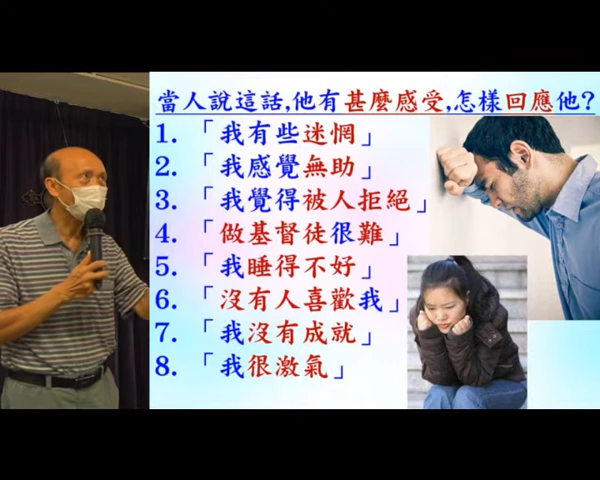 當人說這話,他有甚麼感受,怎樣回應他?
1. 「我有些迷惘」
2. 「我感覺無助」
3. 「我覺得被人拒絕」
4. 「做基督徒很難」
5. 「我睡得不好」
6. 「沒有人喜歡我」
7. 「我沒有成就」
8. 「我很激氣」